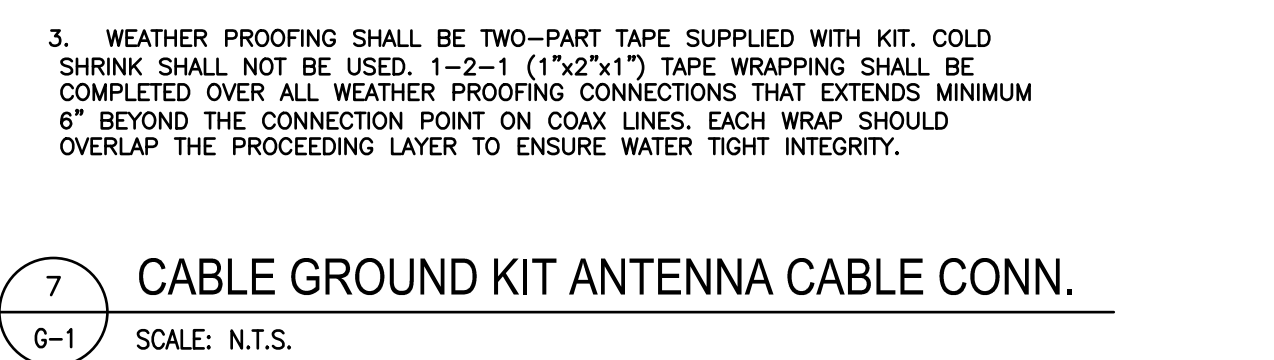 3. WEATHER PROOFING SHALL BE TWO-PART TAPE SUPPLIED WITH KIT. COLD
SHRINK SHALL NOT BE USED. 1-2-1 (1"x2"x1") TAPE WRAPPING SHALL BE
COMPLETED OVER ALL WEATHER PROOFING CONNECTIONS THAT EXTENDS MINIMUM
6" BEYOND THE CONNECTION POINT ON COAX LINES. EACH WRAP SHOULD
OVERLAP THE PROCEEDING LAYER TO ENSURE WATER TIGHT INTEGRITY.
7
CABLE GROUND KIT ANTENNA CABLE CONN.
G-1
SCALE: N.T.S.